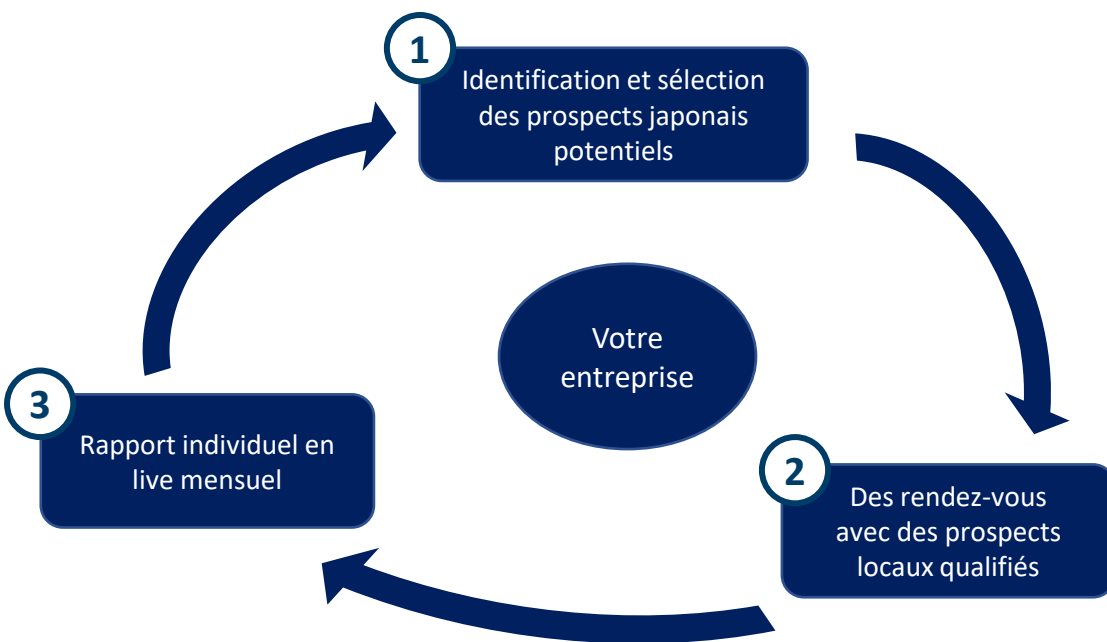 1
Identification et sélection
des prospects japonais
potentiels
Votre
entreprise
2
Des rendez-vous
avec des prospects
locaux qualifiés
3
Rapport individuel en
live mensuel